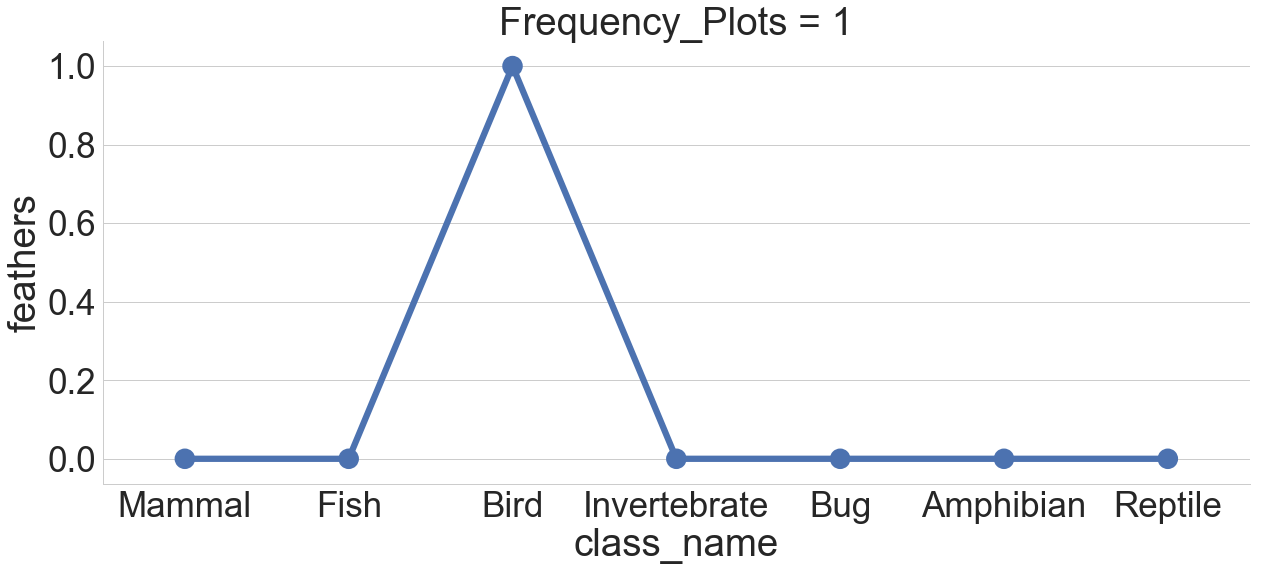 Frequency_Plots = 1
1.0
0.8
0.6
0.4
0.2
0.0
feathers
Mammal Fish Bird Invertebrate Bug Amphibian Reptile
class_name